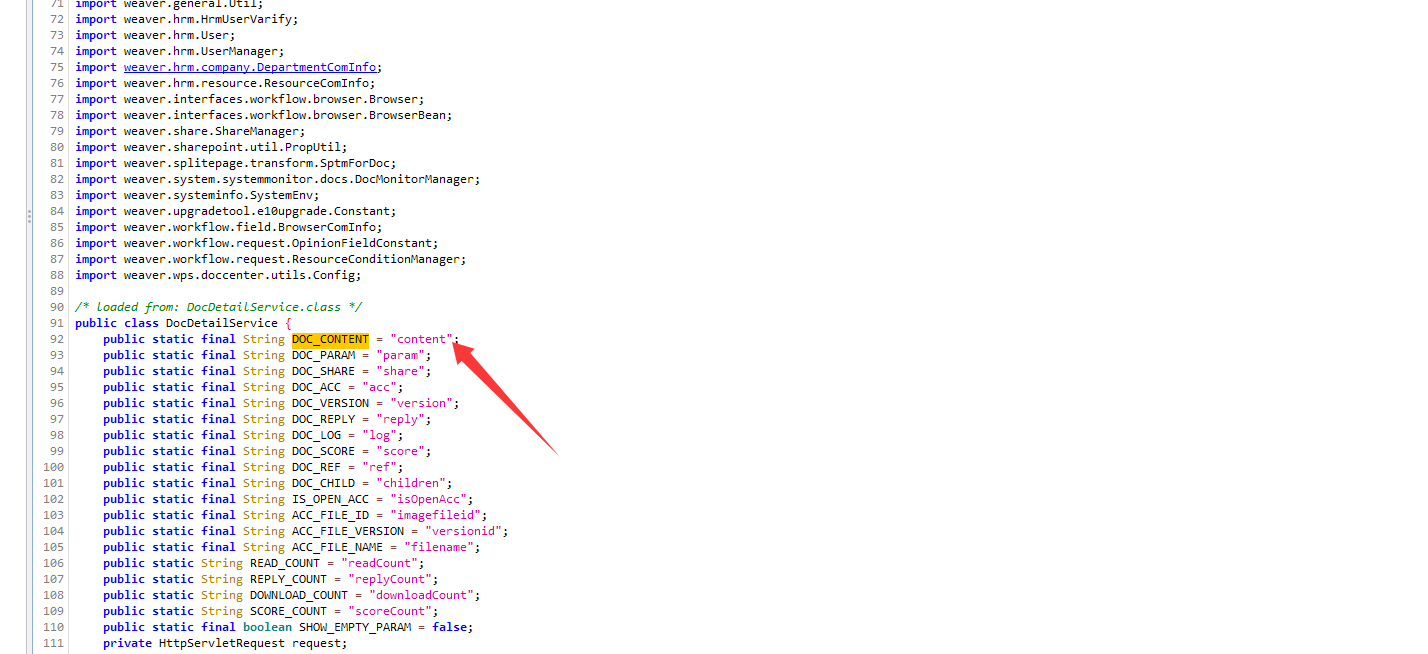 71 import weaver.general.Util;
72 import weaver.hrm.HrmUserVarify;
73 import weaver.hrm.User;
74 import weaver.hrm.UserManager;
75 import weaver.hrm.company.DepartmentComInfo;
76 import weaver.hrm.resource.ResourceComInfo;
77 import weaver.interfaces.workflow.browser.Browser;
78 import weaver.interfaces.workflow.browser.BrowserBean;
79 import weaver.share.ShareManager;
80 import weaver.sharepoint.util.PropUtil;
81 import weaver.splitepage.transform.SptmForDoc;
82 import weaver.system.systemmonitor.docs.DocMonitorManager;
83 import weaver.systeminfo.SystemEnv;
84 import weaver.upgradetool.e10upgrade.Constant;
85 import weaver.workflow.field.BrowserComInfo;
86 import weaver.workflow.request.OpinionFieldConstant;
87 import weaver.workflow.request.ResourceConditionManager;
88 import weaver.wps.doccenter.utils.Config;
89
90 /* loaded from: DocDetailService.class */
91 public class DocDetailService {
92 public static final String DOC_CONTENT = "content";
93 public static final String DOC_PARAM = "param";
94 public static final String DOC_SHARE = "share";
95 public static final String DOC_ACC = "acc";
96 public static final String DOC_VERSION = "version";
97 public static final String DOC_REPLY = "reply";
98 public static final String DOC_LOG = "log";
99 public static final String DOC_SCORE = "score";
100 public static final String DOC_REF = "ref";
101 public static final String DOC_CHILD = "children";
102 public static final String IS_OPEN_ACC = "isOpenAcc";
103 public static final String ACC_FILE_ID = "imagefileid";
104 public static final String ACC_FILE_VERSION = "versionid";
105 public static final String ACC_FILE_NAME = "filename";
106 public static String READ_COUNT = "readCount";
107 public static String REPLY_COUNT = "replyCount";
108 public static String DOWNLOAD_COUNT = "downloadCount";
109 public static String SCORE_COUNT = "scoreCount";
110 public static final boolean SHOW_EMPTY_PARAM = false;
111 private HttpServletRequest request;